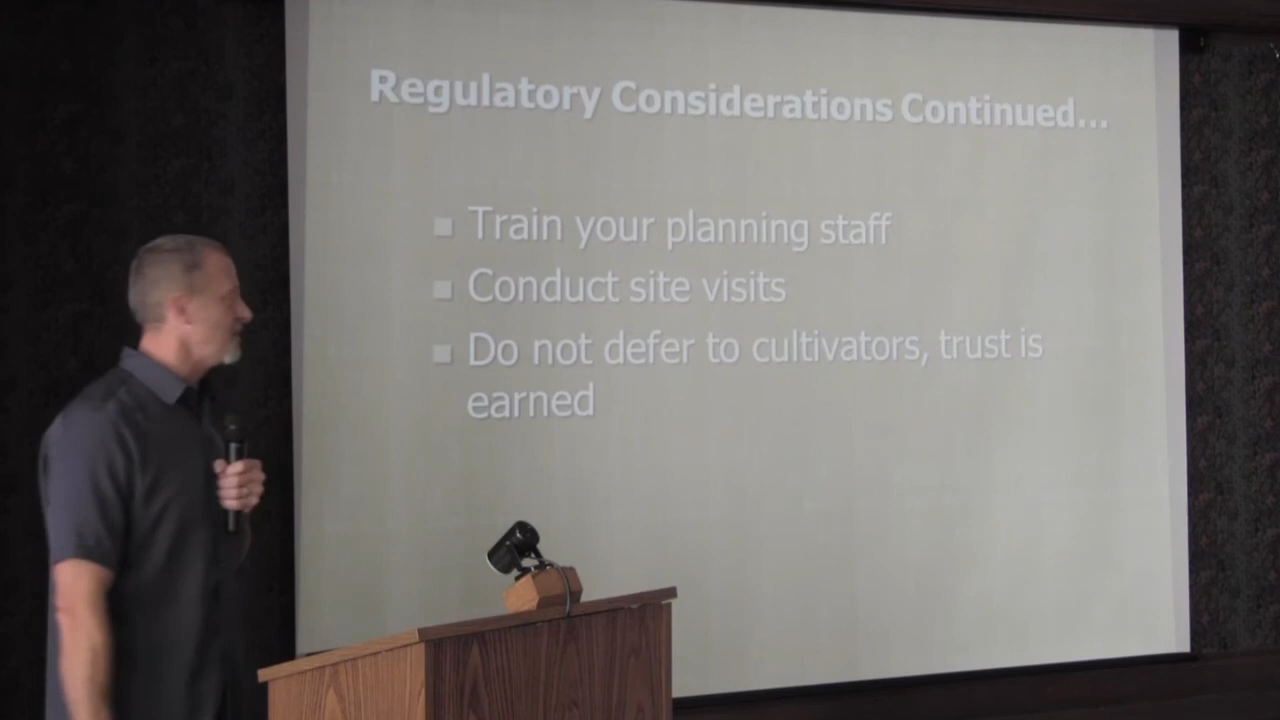 Regulatory Considerations Continued...
Train your planning staff
Conduct site visits
Do not defer to cultivators, trust is
earned